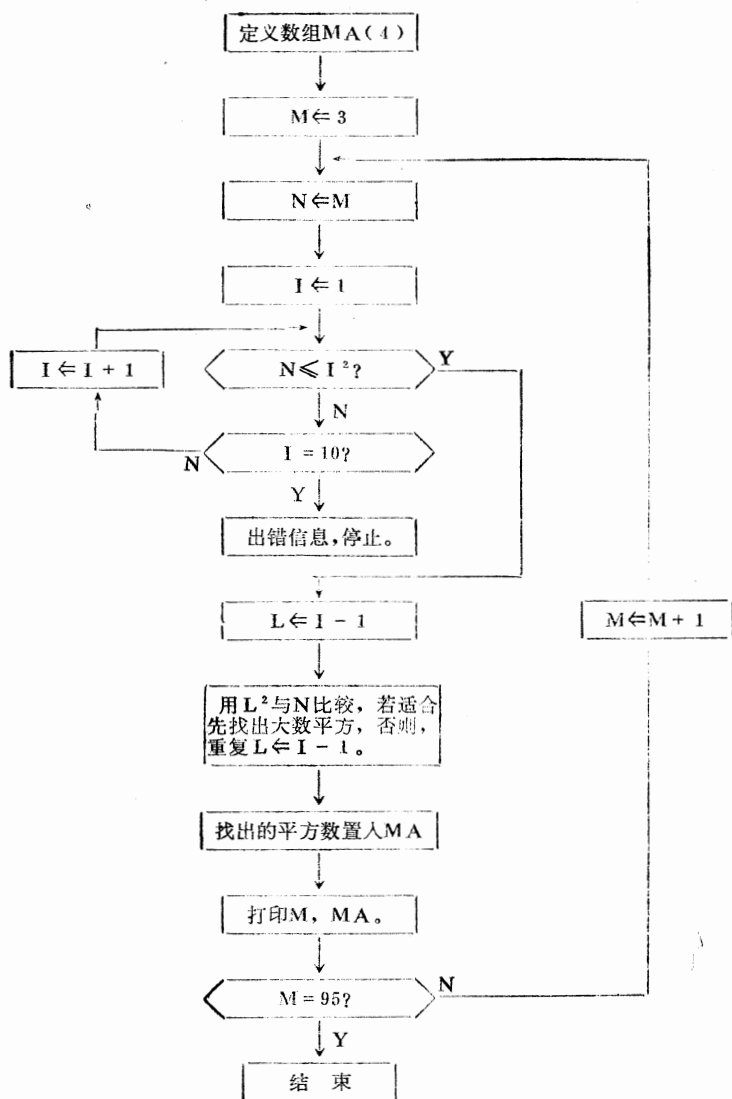 定义数组MA(4)
M⇐3
N⇐M
I⇐1
I⇐I+1
N≤I²?
Y
N
I=10?
N
Y
出错信息,停止。
L⇐I-1
M⇐M+1
用L²与N比较,若适合
先找出大数平方,否则,
重复L⇐I-1。
找出的平方数置入MA
打印M,MA。
M=95?
N
Y
结 束